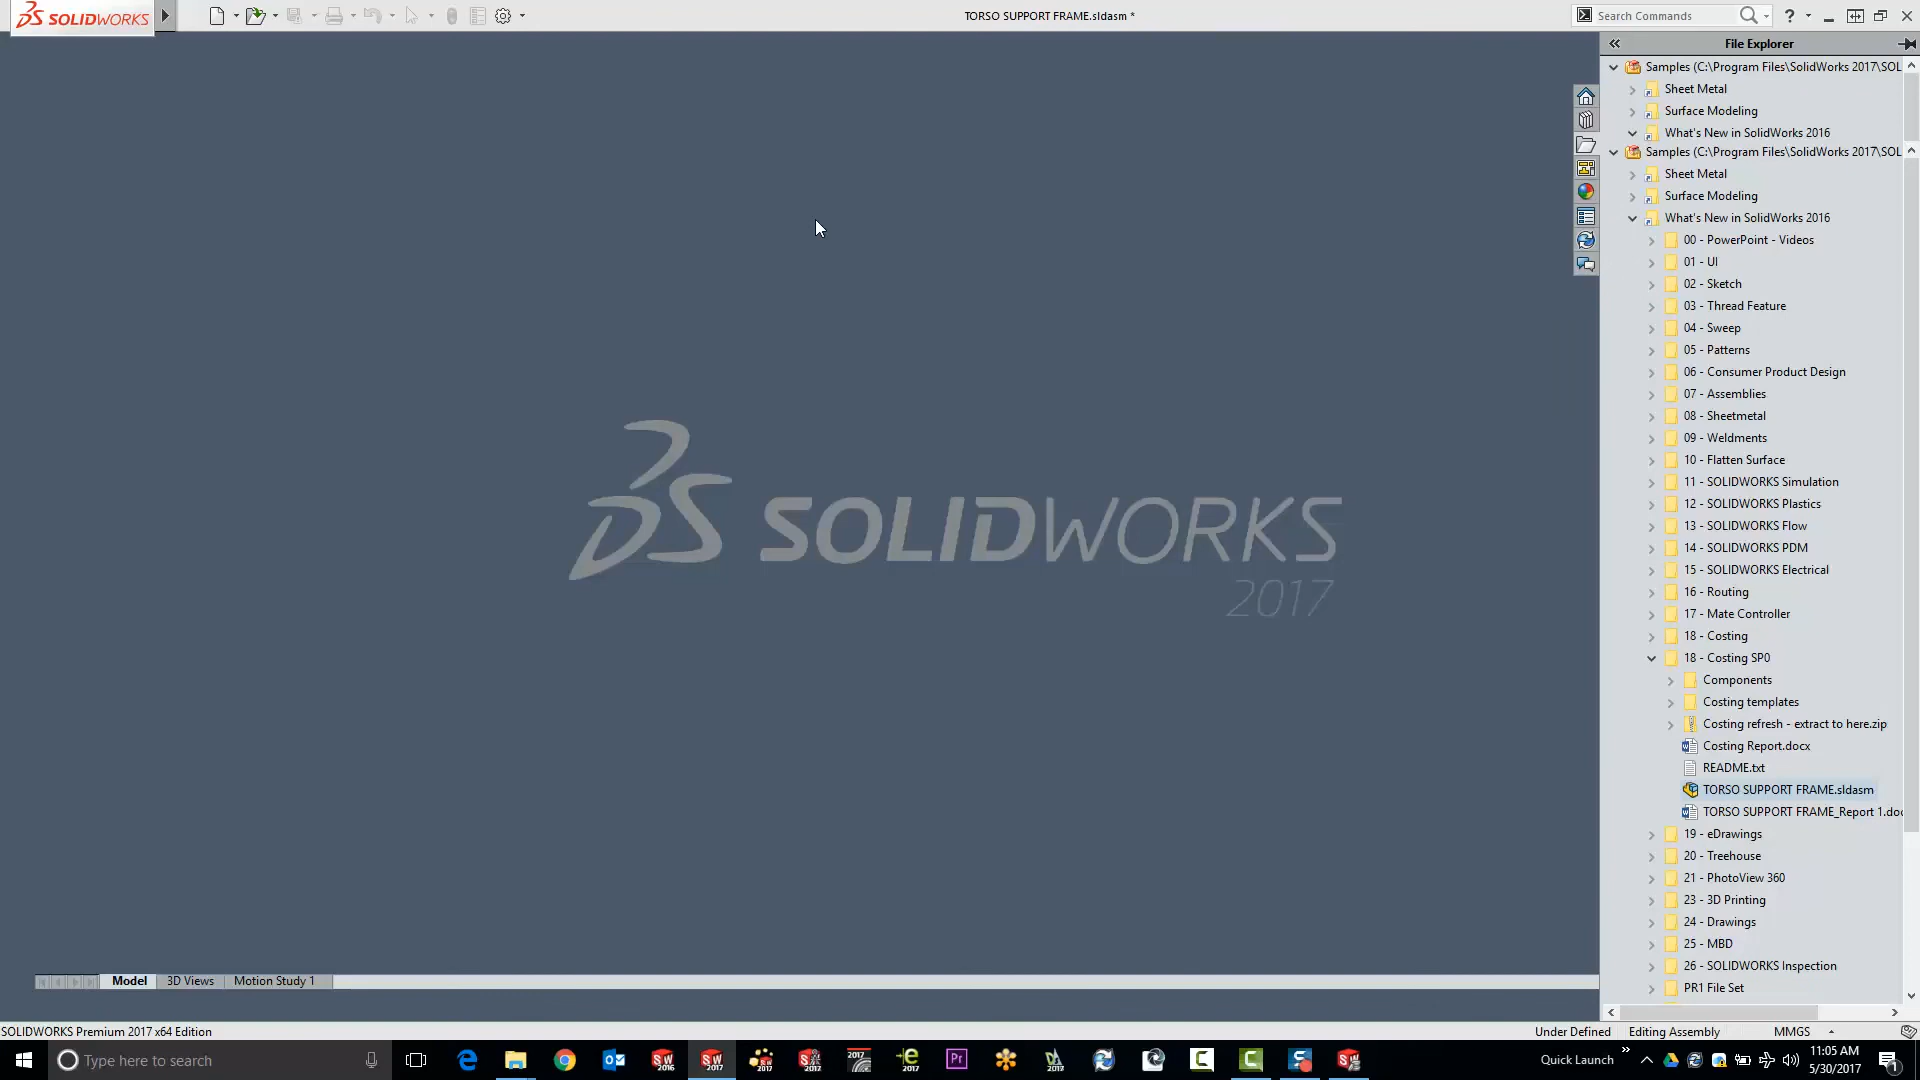 SOLIDWORKS
TORSO SUPPORT FRAME.sldasm *
Search Commands
?
File Explorer
Samples (C:\Program Files\SolidWorks 2017\SOL
Sheet Metal
Surface Modeling
What's New in SolidWorks 2016
Samples (C:\Program Files\SolidWorks 2017\SOL
Sheet Metal
Surface Modeling
What's New in SolidWorks 2016
00 - PowerPoint - Videos
01 - UI
02 - Sketch
03 - Thread Feature
04 - Sweep
05 - Patterns
06 - Consumer Product Design
07 - Assemblies
08 - Sheetmetal
09 - Weldments
10 - Flatten Surface
11 - SOLIDWORKS Simulation
12 - SOLIDWORKS Plastics
13 - SOLIDWORKS Flow
14 - SOLIDWORKS PDM
15 - SOLIDWORKS Electrical
16 - Routing
17 - Mate Controller
18 - Costing
18 - Costing SP0
Components
Costing templates
Costing refresh - extract to here.zip
Costing Report.docx
README.txt
TORSO SUPPORT FRAME.sldasm
TORSO SUPPORT FRAME_Report 1.doc
19 - eDrawings
20 - Treehouse
21 - PhotoView 360
23 - 3D Printing
24 - Drawings
25 - MBD
26 - SOLIDWORKS Inspection
PR1 File Set
SOLIDWORKS
2017
Model 3D Views Motion Study 1
SOLIDWORKS Premium 2017 x64 Edition
Under Defined Editing Assembly MMGS
Type here to search
Quick Launch
11:05 AM
5/30/2017